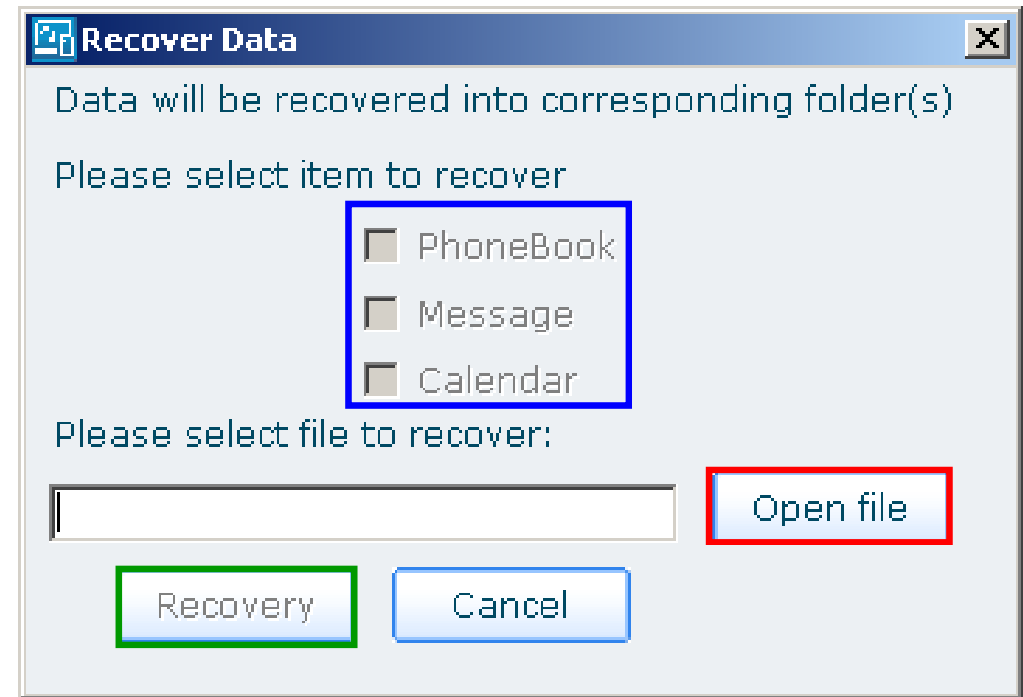 Recover Data
Data will be recovered into corresponding folder(s)
Please select item to recover
PhoneBook
Message
Calendar
Please select file to recover:
Open file
Recovery Cancel